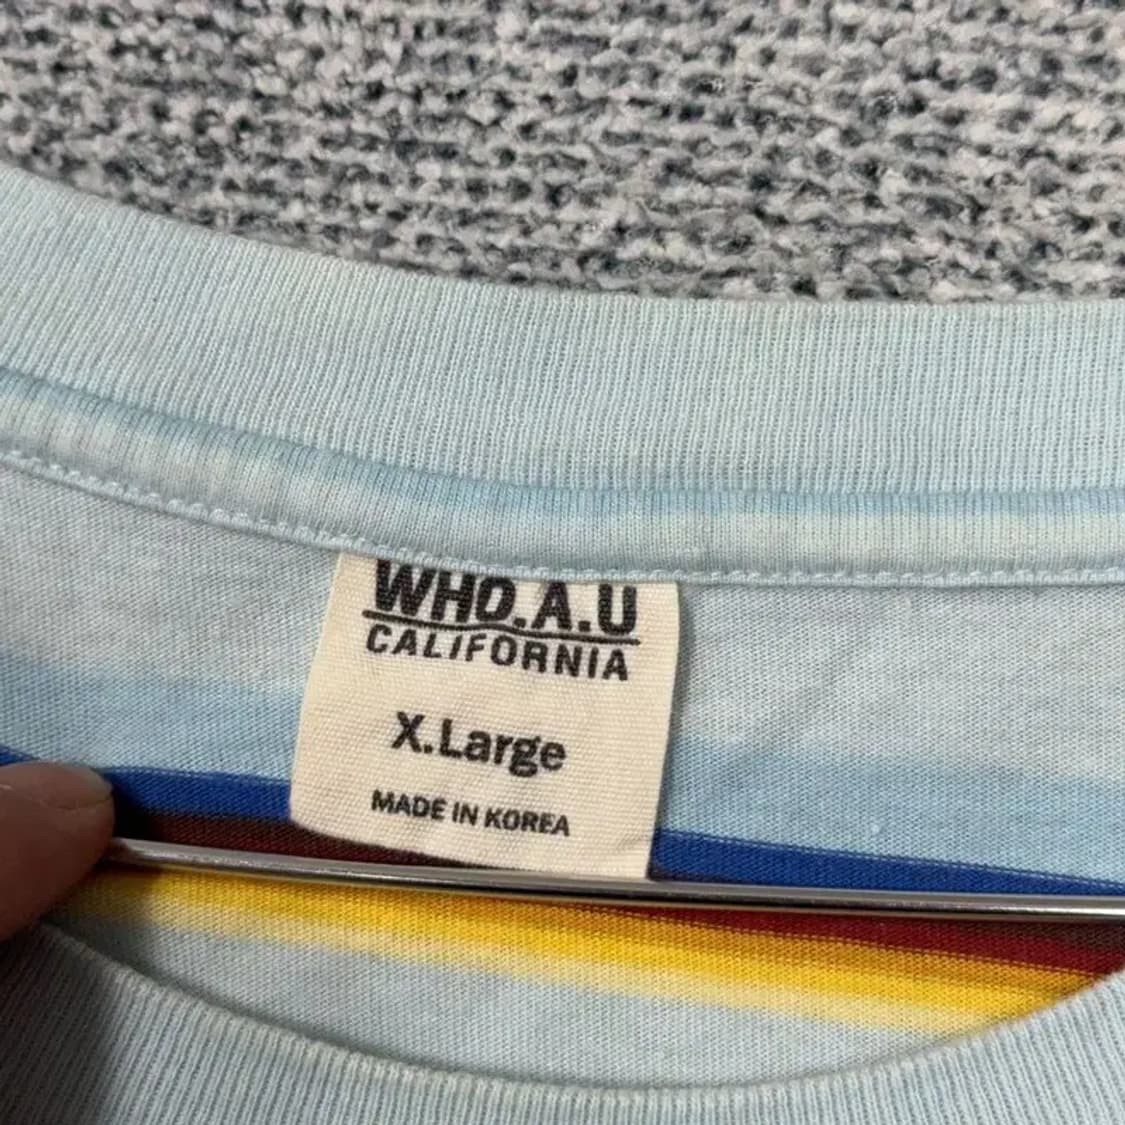 WHO.A.U
CALIFORNIA
X.Large
MADE IN KOREA